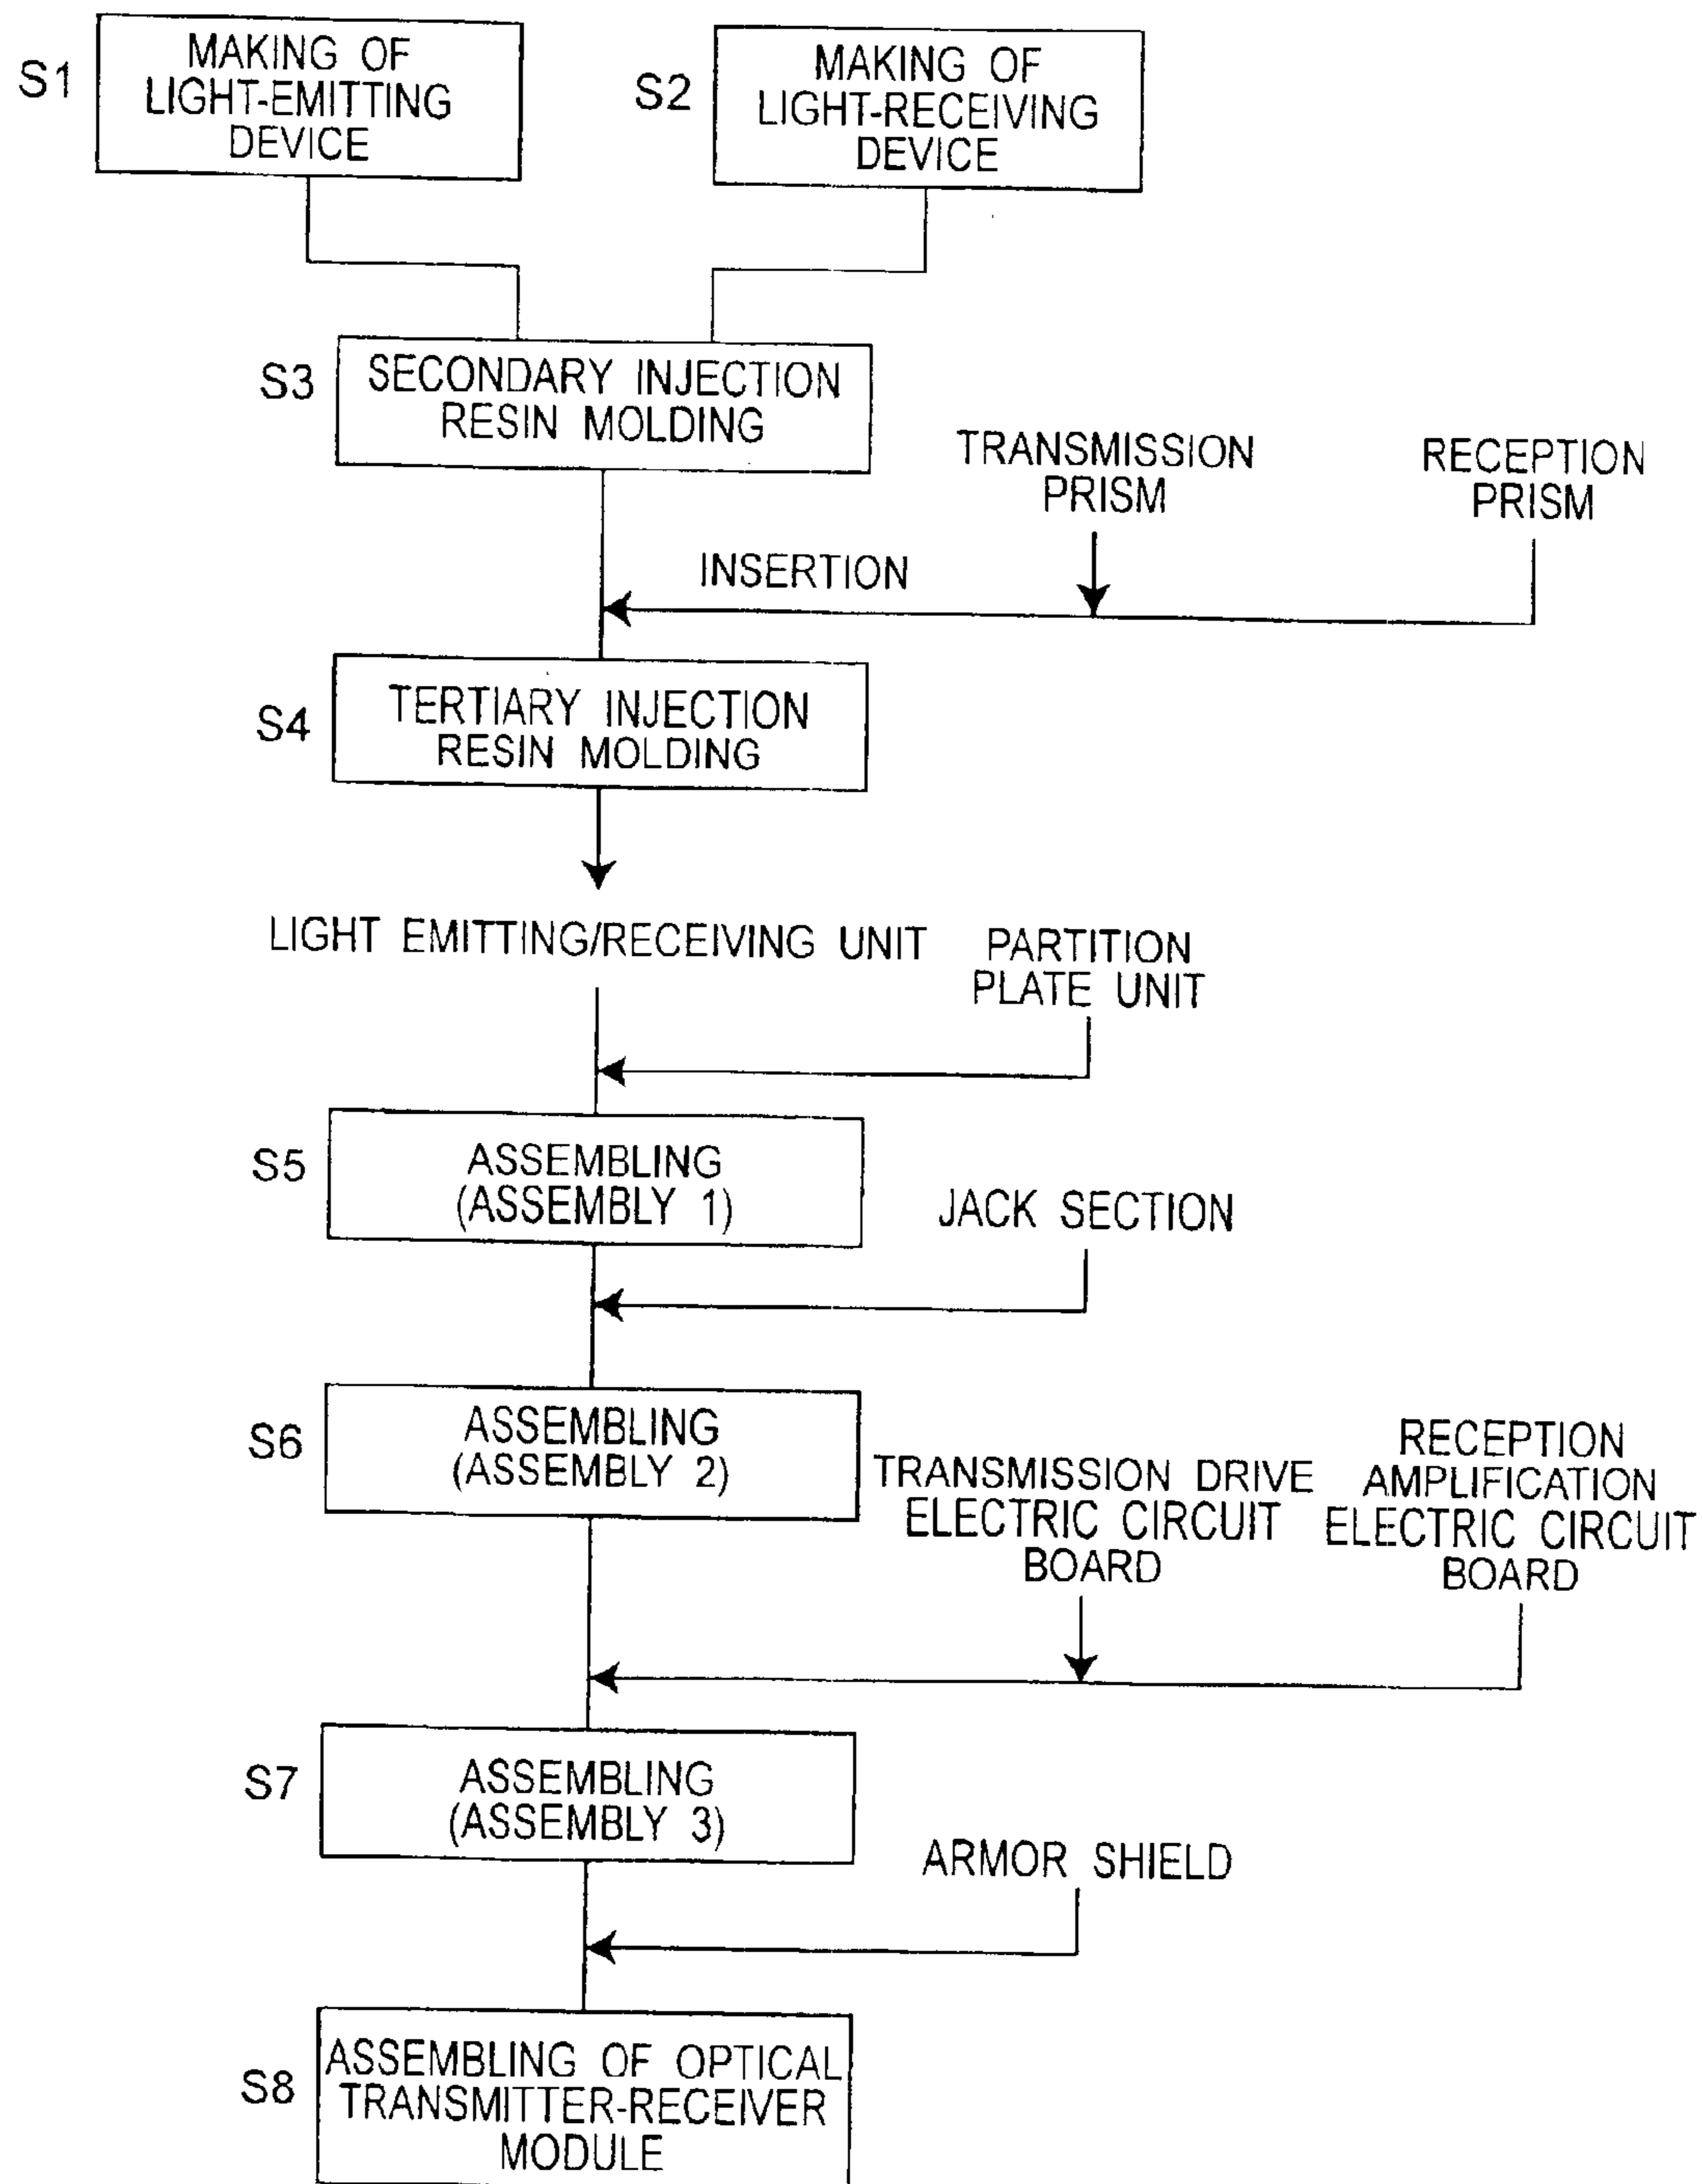 S1
MAKING OF
LIGHT-EMITTING
DEVICE
S2
MAKING OF
LIGHT-RECEIVING
DEVICE
S3
SECONDARY INJECTION
RESIN MOLDING
TRANSMISSION
PRISM
RECEPTION
PRISM
INSERTION
S4
TERTIARY INJECTION
RESIN MOLDING
LIGHT EMITTING/RECEIVING UNIT
PARTITION
PLATE UNIT
S5
ASSEMBLING
(ASSEMBLY 1)
JACK SECTION
S6
ASSEMBLING
(ASSEMBLY 2)
TRANSMISSION DRIVE
ELECTRIC CIRCUIT
BOARD
RECEPTION
AMPLIFICATION
ELECTRIC CIRCUIT
BOARD
S7
ASSEMBLING
(ASSEMBLY 3)
ARMOR SHIELD
S8
ASSEMBLING OF OPTICAL
TRANSMITTER-RECEIVER
MODULE